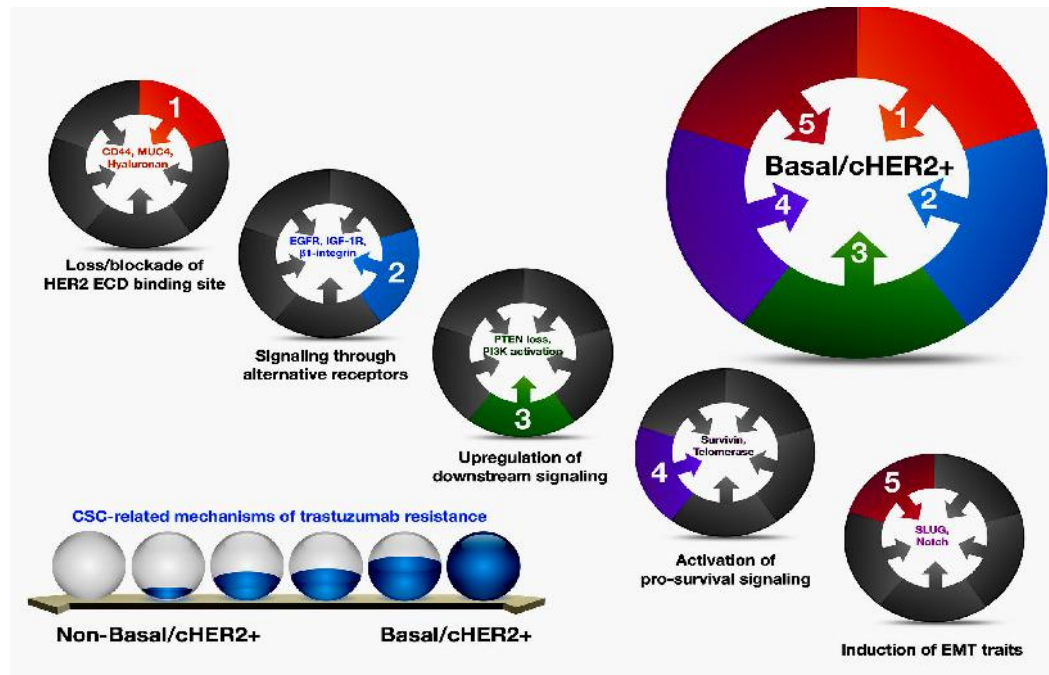 1
CD44, MUC4,
Hyaluronan
Loss/blockade of
HER2 ECD binding site
EGFR, IGF-1R,
β1-integrin
2
Signaling through
alternative receptors
PTEN loss,
PI3K activation
3
Upregulation of
downstream signaling
Survivin,
Telomerase
4
Activation of
pro-survival signaling
5
SLUG,
Notch
Induction of EMT traits
5
1
Basal/cHER2+
4
2
3
CSC-related mechanisms of trastuzumab resistance
Non-Basal/cHER2+
Basal/cHER2+